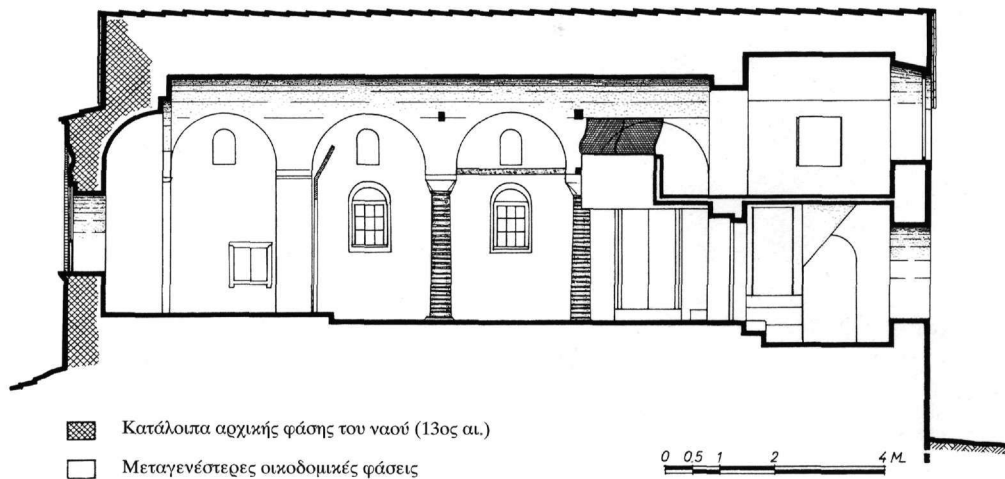 Κατάλοιπα αρχικής φάσης του ναού (13ος αι.)
Μεταγενέστερες οικοδομικές φάσεις
0 0,5 1 2 4 M.